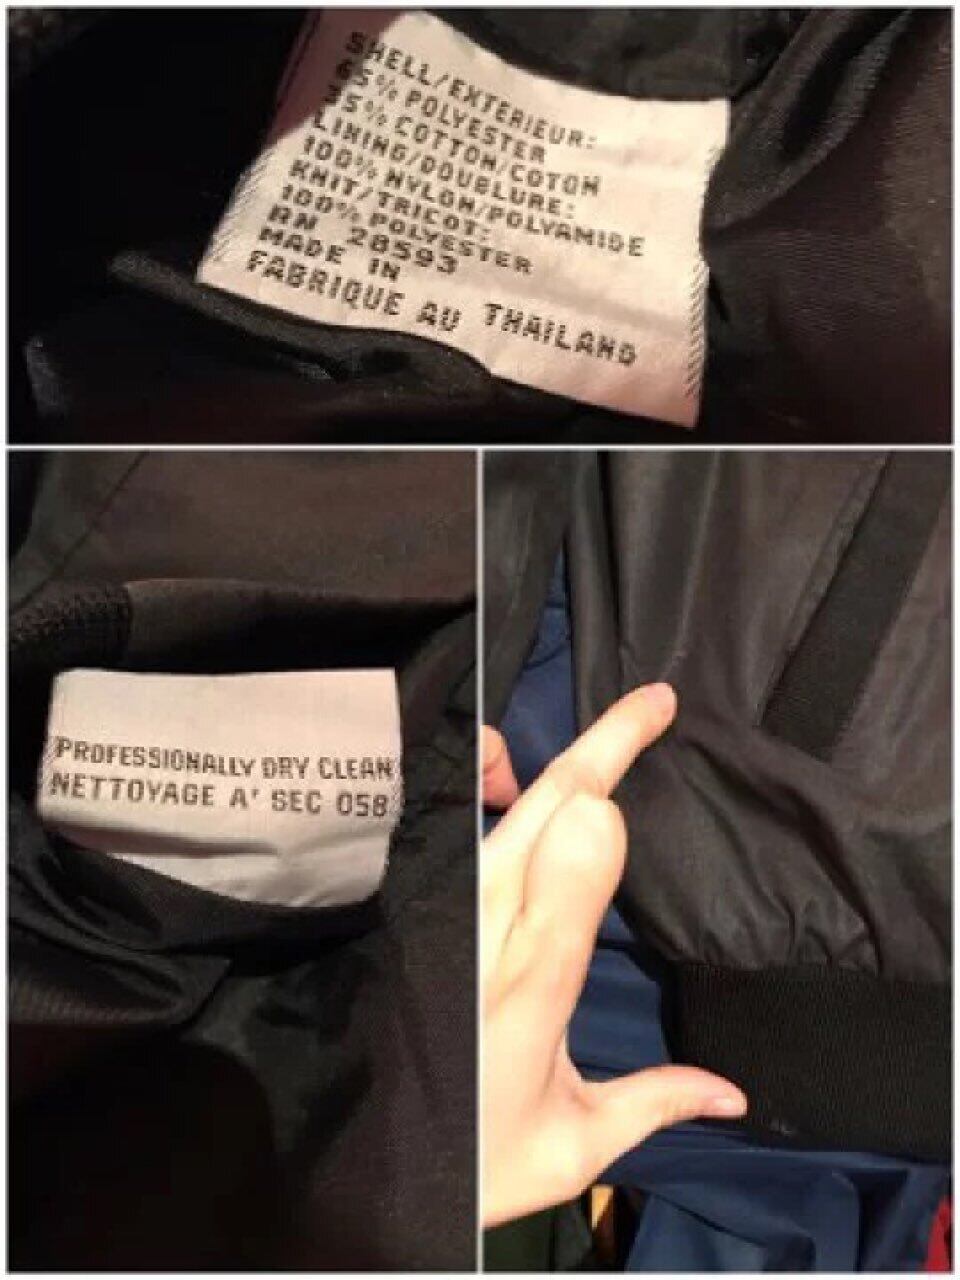 SHELL/EXTERIEUR:
65% POLYESTER
35% COTTON/COTON
LINING/DOUBLURE:
100% NYLON/POLYAMIDE
KNIT/TRICOT:
100% POLYESTER
RN 28593
MADE IN
FABRIQUE AU THAILAND
PROFESSIONALLY DRY CLEAN
NETTOYAGE A' SEC 058